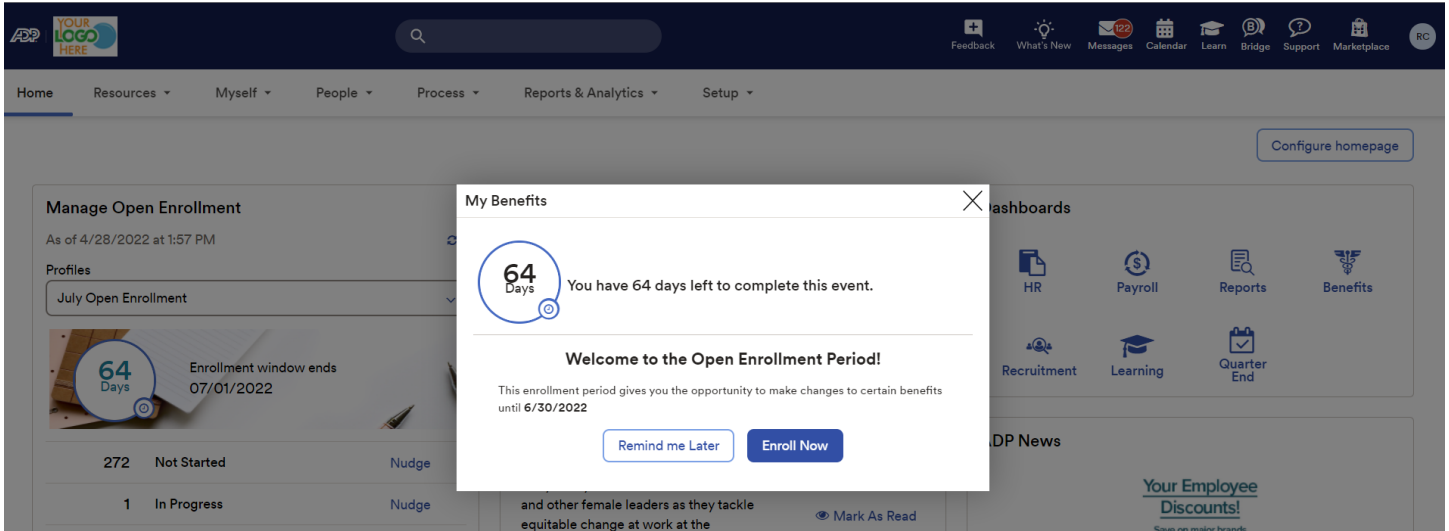 ADP
YOUR
LOGO
HERE
Feedback
What's New
122
Messages
Calendar
Learn
Bridge
Support
Marketplace
RC
Home
Resources
Myself
People
Process
Reports & Analytics
Setup
Configure homepage
Manage Open Enrollment
As of 4/28/2022 at 1:57 PM
Profiles
July Open Enrollment
64
Days
Enrollment window ends
07/01/2022
272 Not Started Nudge
1 In Progress Nudge
My Benefits
64
Days
You have 64 days left to complete this event.
Welcome to the Open Enrollment Period!
This enrollment period gives you the opportunity to make changes to certain benefits
until 6/30/2022
Remind me Later
Enroll Now
and other female leaders as they tackle
equitable change at work at the
Mark As Read
Dashboards
HR
Payroll
Reports
Benefits
Recruitment
Learning
Quarter
End
ADP News
Your Employee
Discounts!
Save on major brands